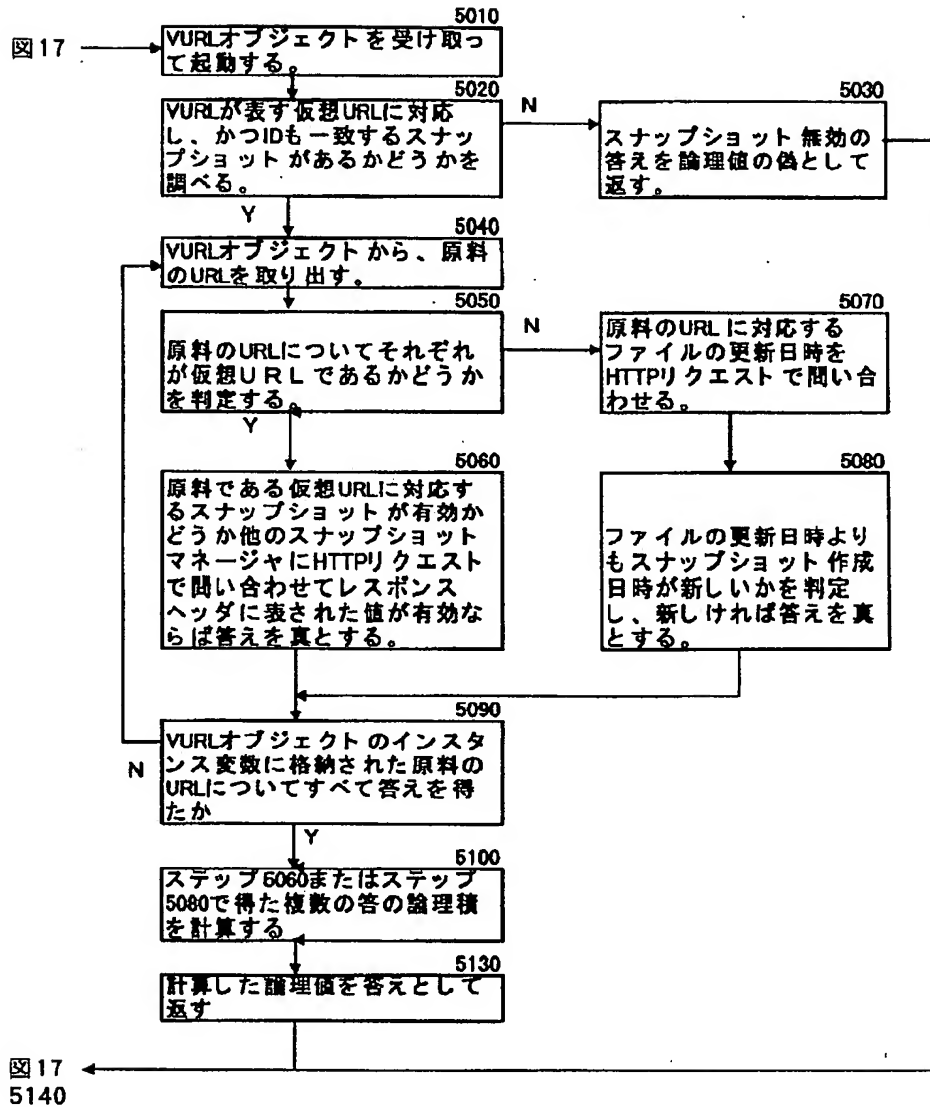 5010
図17
VURLオブジェクトを受け取っ
て起動する。
5020
VURLが表す仮想URLに対応
し、かつIDも一致するスナッ
プショットがあるかどうかを
調べる。
N
5030
スナップショット無効の
答えを論理値の偽として
返す。
Y
5040
VURLオブジェクトから、原料
のURLを取り出す。
5050
原料のURLについてそれぞれ
が仮想URLであるかどうか
を判定する。
N
5070
原料のURLに対応する
ファイルの更新日時を
HTTPリクエストで問い合
わせる。
Y
5060
原料である仮想URLに対応す
るスナップショットが有効か
どうか他のスナップショット
マネージャにHTTPリクエスト
で問い合わせてレスポンス
ヘッダに表された値が有効な
らば答えを真とする。
5080
ファイルの更新日時より
もスナップショット作成
日時が新しいかを判定
し、新しければ答えを真
とする。
5090
VURLオブジェクトのインスタ
ンス変数に格納された原料の
URLについてすべて答えを得
たか
N
Y
5100
ステップ5060またはステップ
5080で得た複数の答の論理積
を計算する
5130
計算した論理値を答えとして
返す
図17
5140